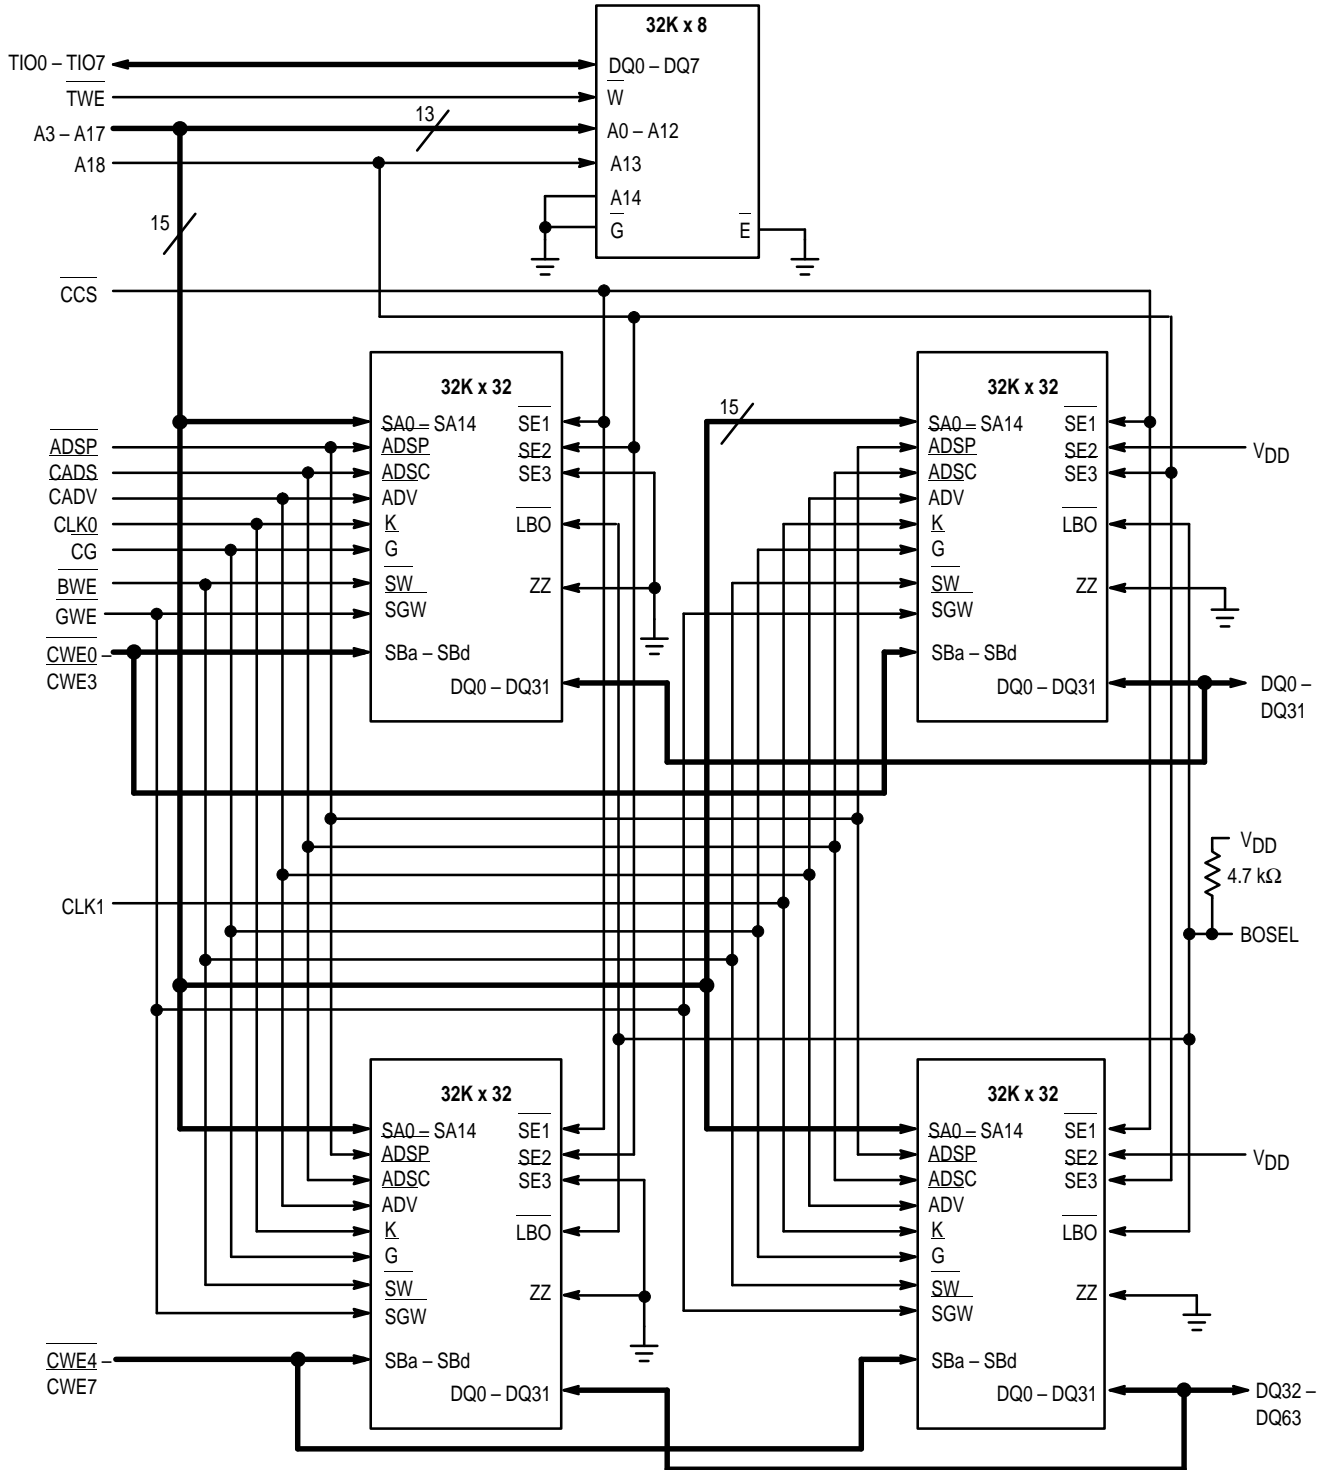 32K x 8
TIO0 – TIO7
DQ0 – DQ7
TWE
W
A3 – A17
13
A0 – A12
A18
A13
A14
15
G
E
CCS
32K x 32
SA0 – SA14
SE1
ADSP
ADSP
SE2
CADS
ADSC
SE3
CADV
ADV
CLK0
K
LBO
CG
G
BWE
SW
ZZ
GWE
SGW
CWE0 –
CWE3
SBa – SBd
DQ0 – DQ31
32K x 32
15
SA0 – SA14
SE1
ADSP
SE2
VDD
ADSC
SE3
ADV
K
LBO
G
SW
ZZ
SGW
SBa – SBd
DQ0 – DQ31
DQ0 –
DQ31
VDD
4.7 kΩ
CLK1
BOSEL
32K x 32
SA0 – SA14
SE1
ADSP
SE2
ADSC
SE3
ADV
K
LBO
G
SW
ZZ
SGW
CWE4 –
CWE7
SBa – SBd
DQ0 – DQ31
32K x 32
SA0 – SA14
SE1
ADSP
SE2
VDD
ADSC
SE3
ADV
K
LBO
G
SW
ZZ
SGW
SBa – SBd
DQ0 – DQ31
DQ32 –
DQ63